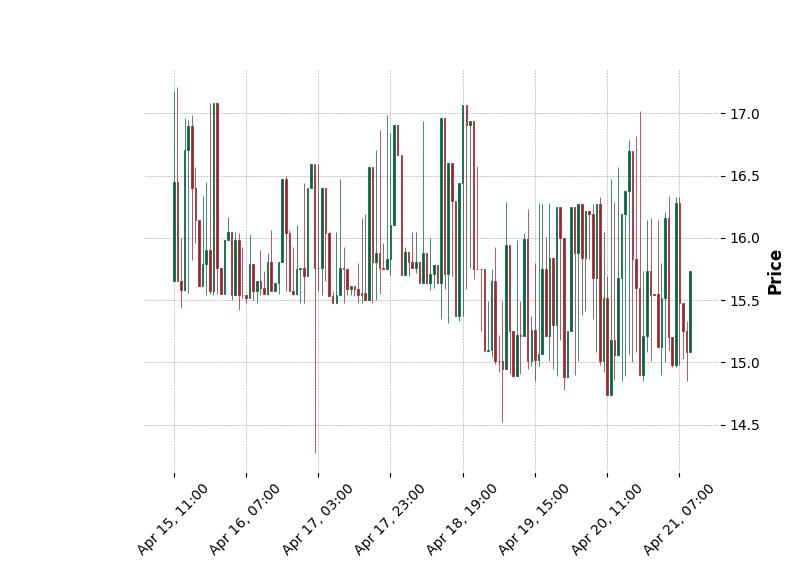 17.0
16.5
16.0
15.5
15.0
14.5
Price
Apr 15, 11:00
Apr 16, 07:00
Apr 17, 03:00
Apr 17, 23:00
Apr 18, 19:00
Apr 19, 15:00
Apr 20, 11:00
Apr 21, 07:00